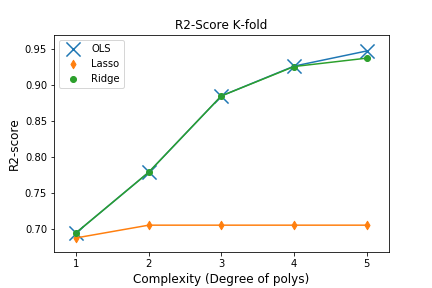 R2-Score K-fold
OLS
Lasso
Ridge
R2-score
0.95
0.90
0.85
0.80
0.75
0.70
1 2 3 4 5
Complexity (Degree of polys)